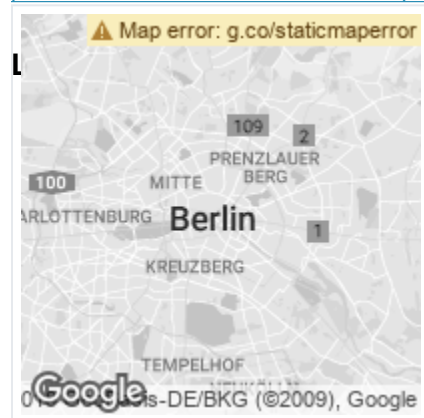 Map error: g.co/staticmaperror
L
109
2
PRENZLAUER
BERG
100
MITTE
ARLOTTENBURG
Berlin
1
KREUZBERG
TEMPELHOF
Google
-DE/BKG (©2009), Google